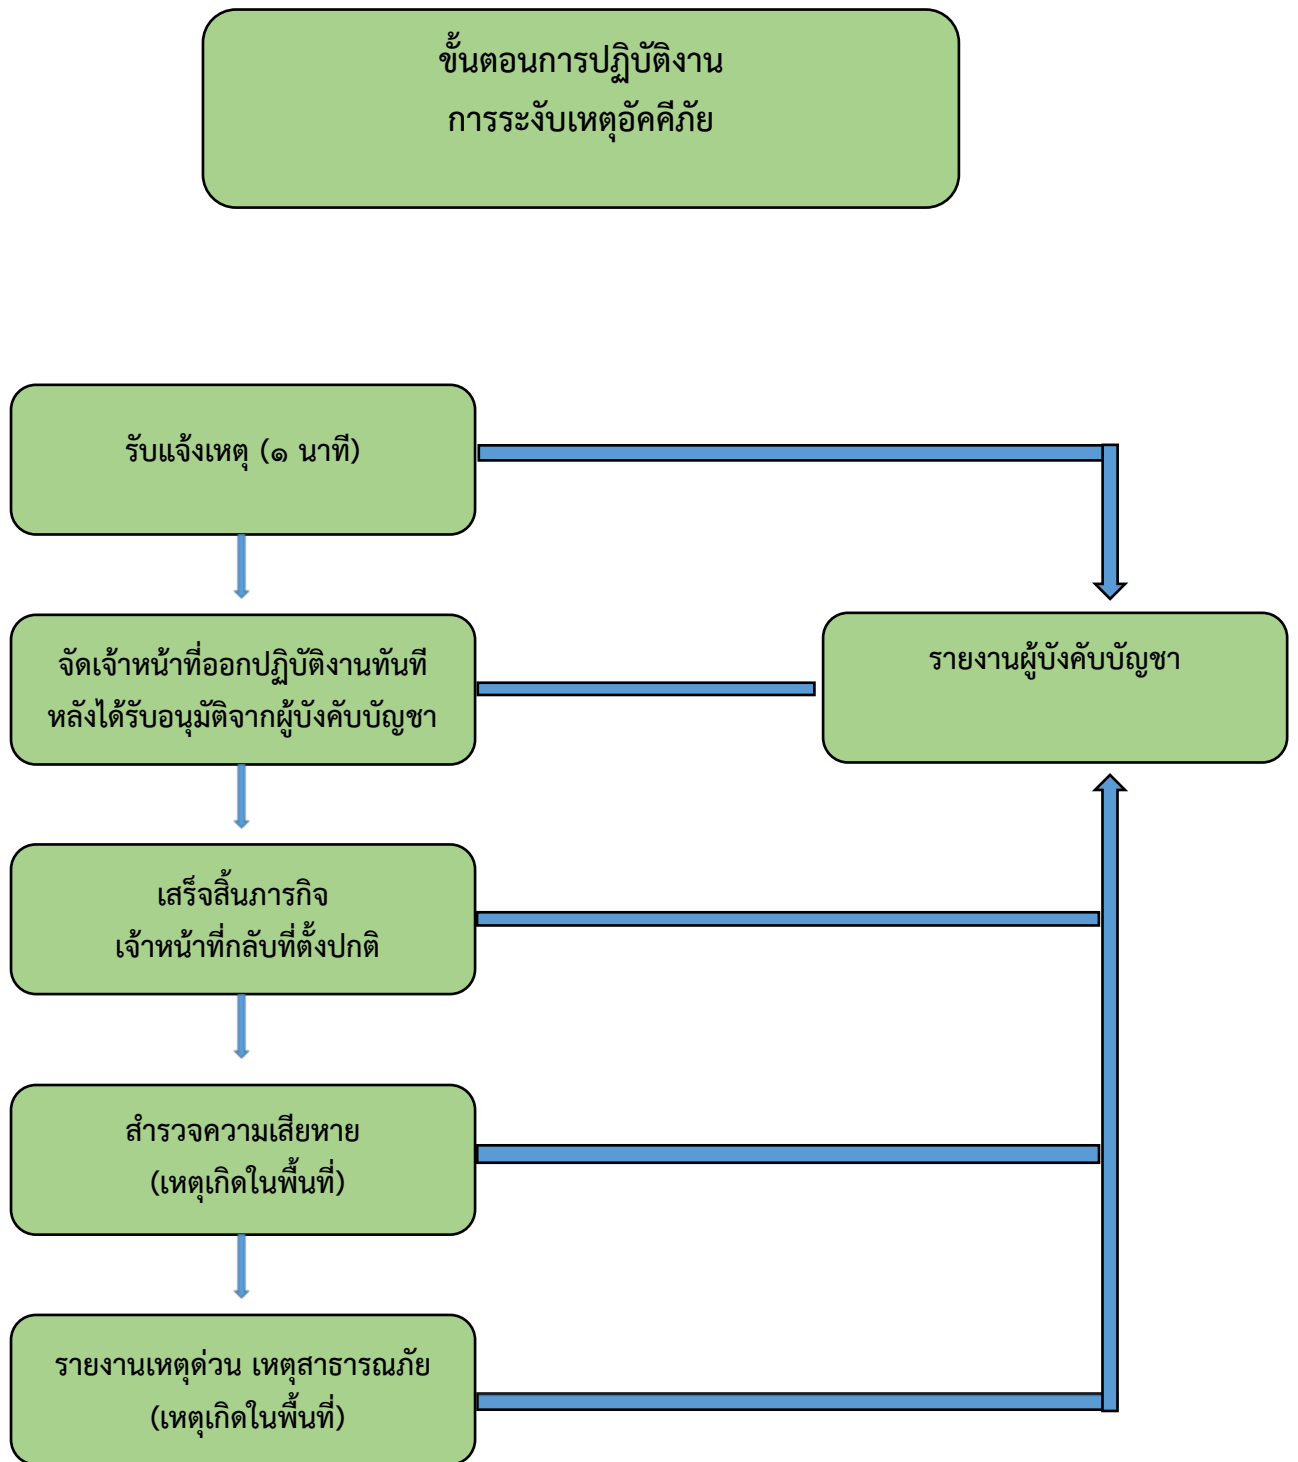 ขั้นตอนการปฏิบัติงาน
การระงับเหตุอัคคีภัย
รับแจ้งเหตุ (๑ นาที)
จัดเจ้าหน้าที่ออกปฏิบัติงานทันที
หลังได้รับอนุมัติจากผู้บังคับบัญชา
รายงานผู้บังคับบัญชา
เสร็จสิ้นภารกิจ
เจ้าหน้าที่กลับที่ตั้งปกติ
สำรวจความเสียหาย
(เหตุเกิดในพื้นที่)
รายงานเหตุด่วน เหตุสาธารณภัย
(เหตุเกิดในพื้นที่)